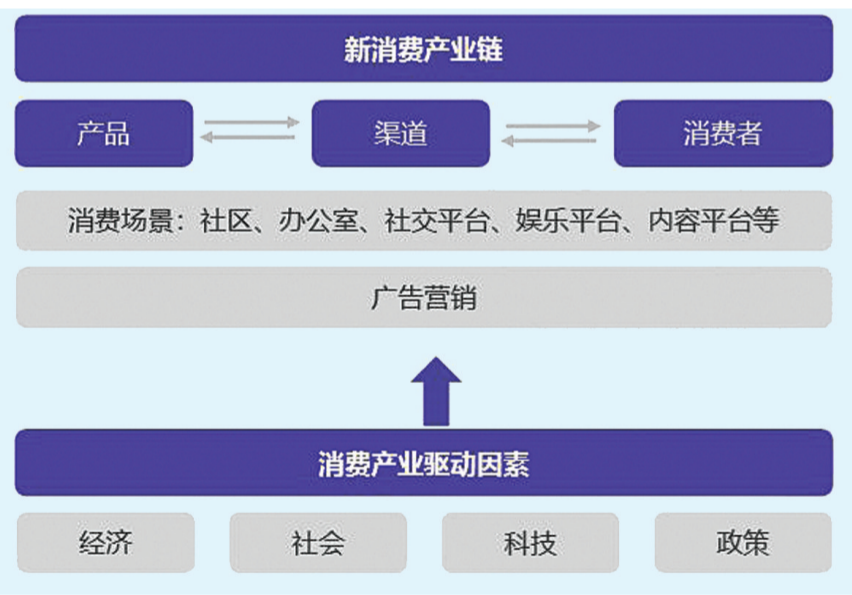 新消费产业链
产品
渠道
消费者
消费场景：社区、办公室、社交平台、娱乐平台、内容平台等
广告营销
消费产业驱动因素
经济
社会
科技
政策